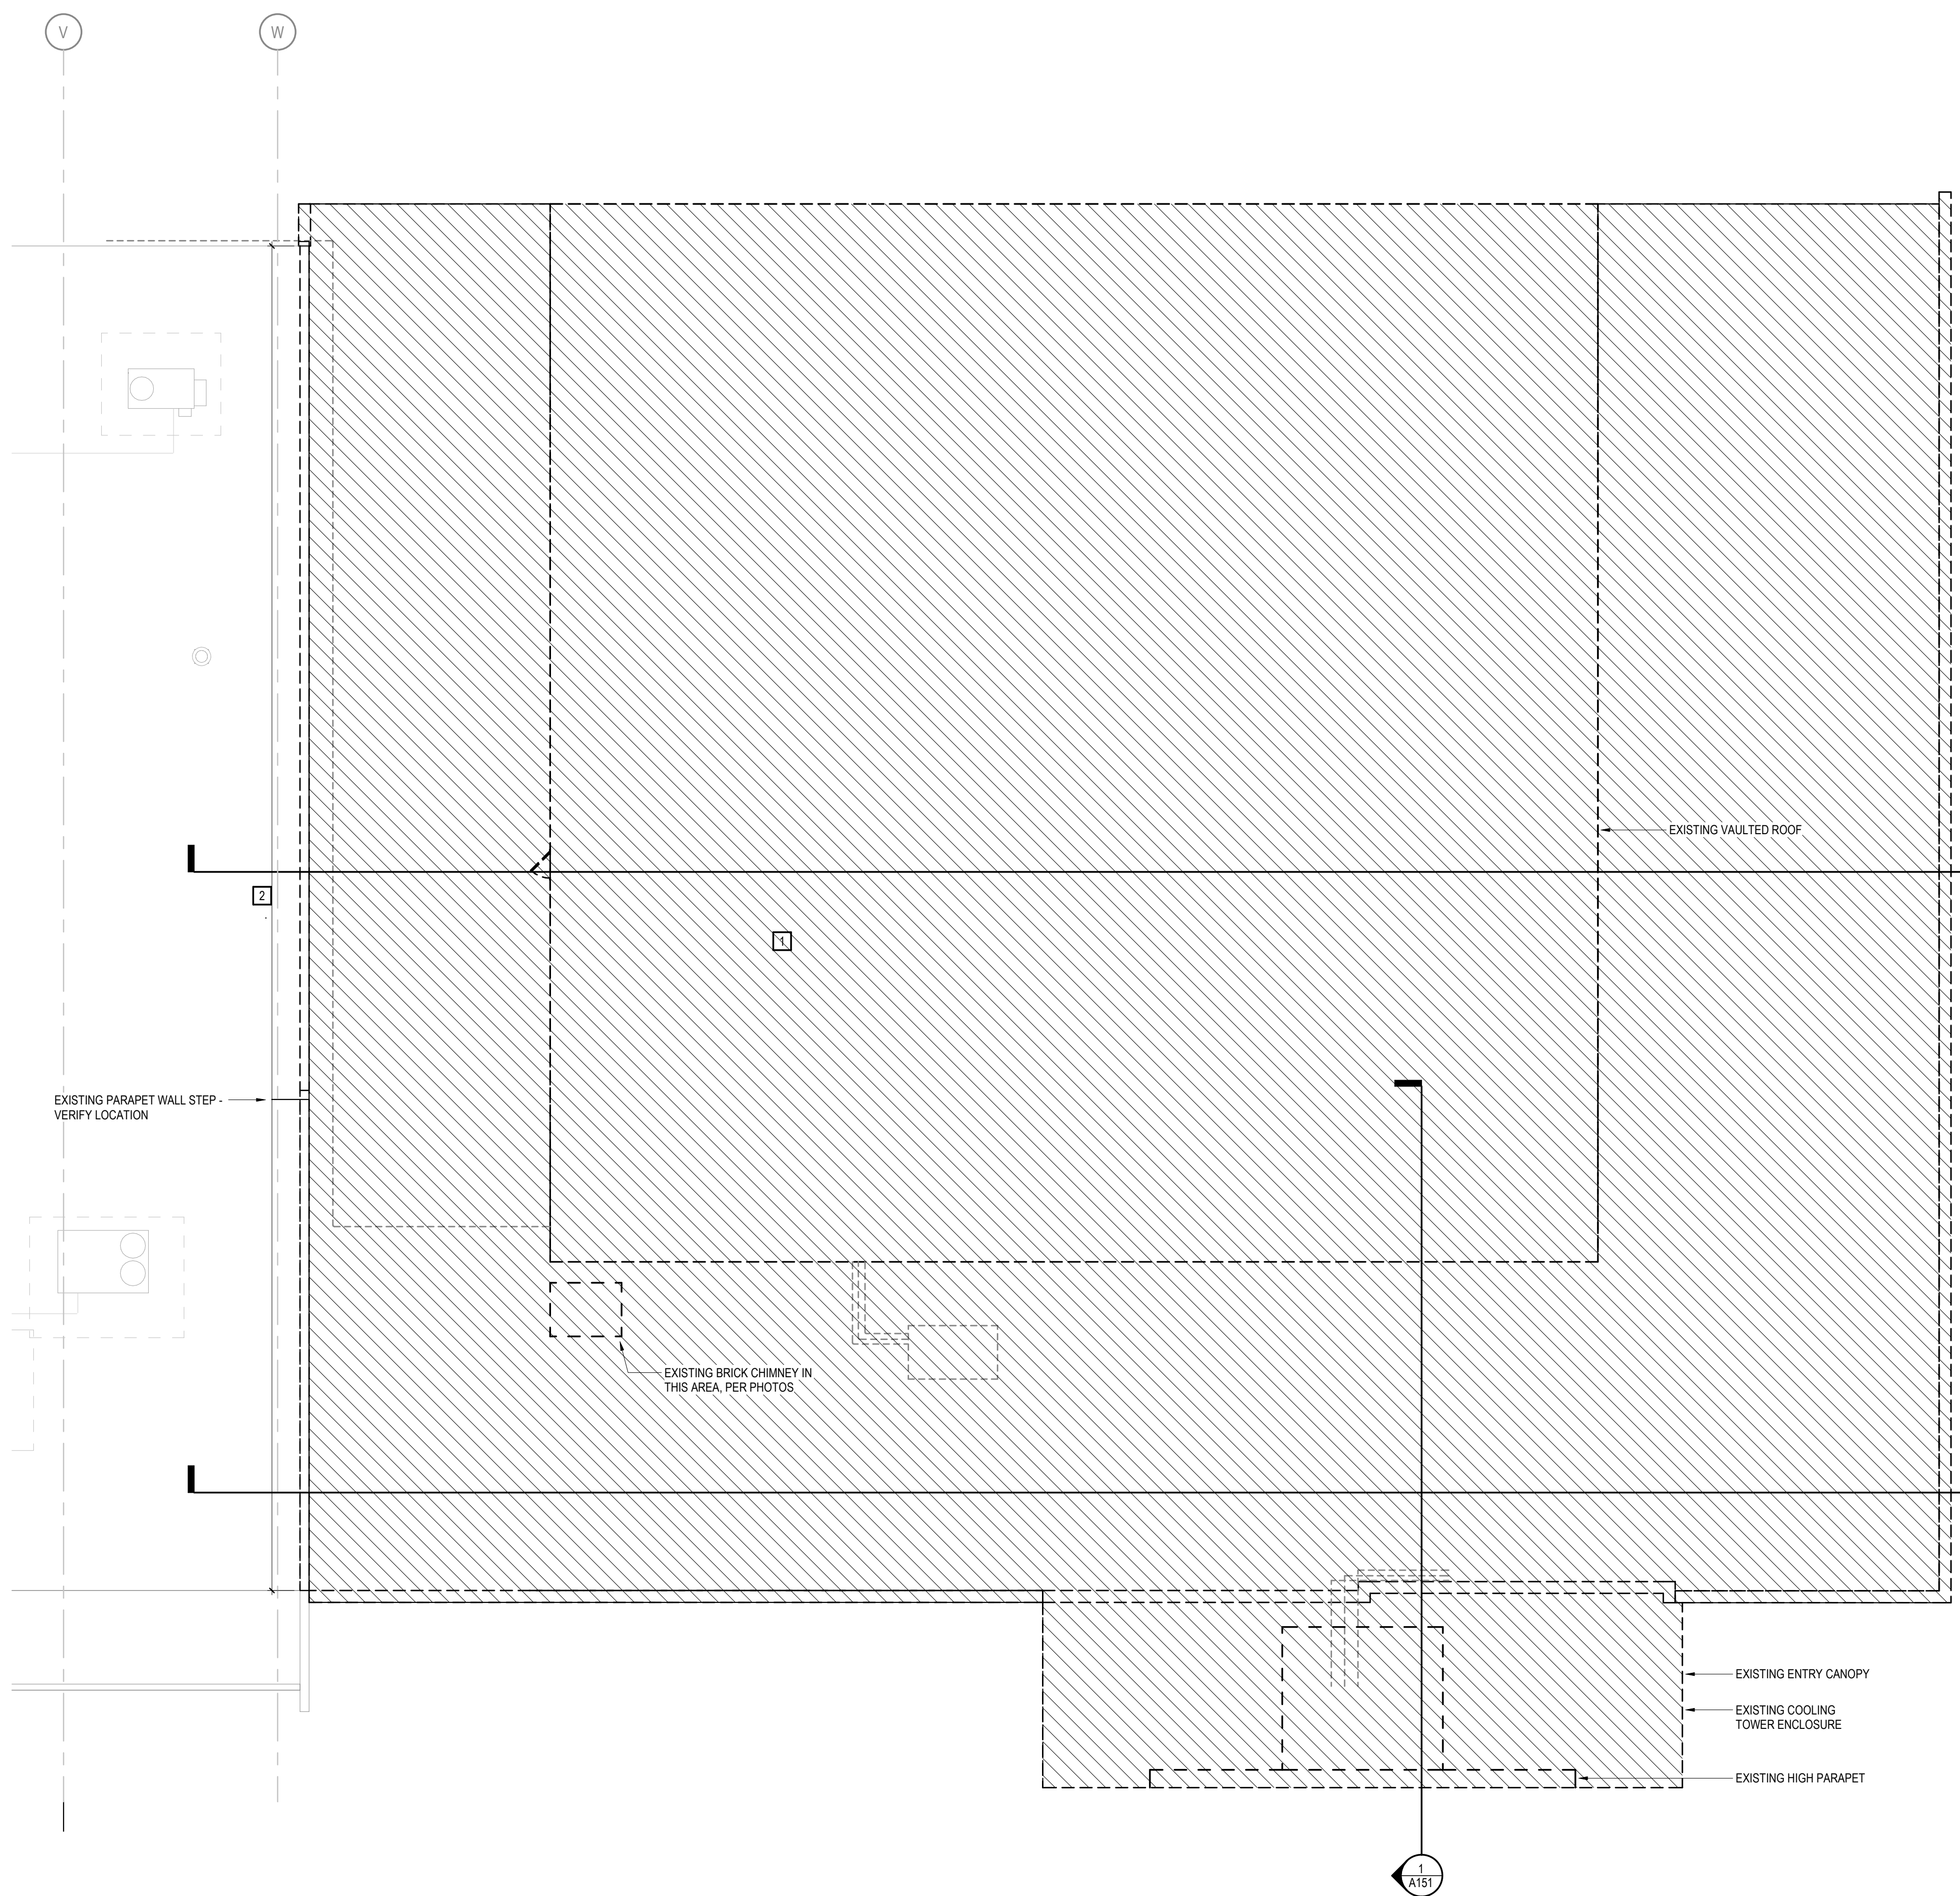 V
W
EXISTING VAULTED ROOF
2
1
EXISTING PARAPET WALL STEP -
VERIFY LOCATION
EXISTING BRICK CHIMNEY IN
THIS AREA, PER PHOTOS
EXISTING ENTRY CANOPY
EXISTING COOLING
TOWER ENCLOSURE
EXISTING HIGH PARAPET
1
A151